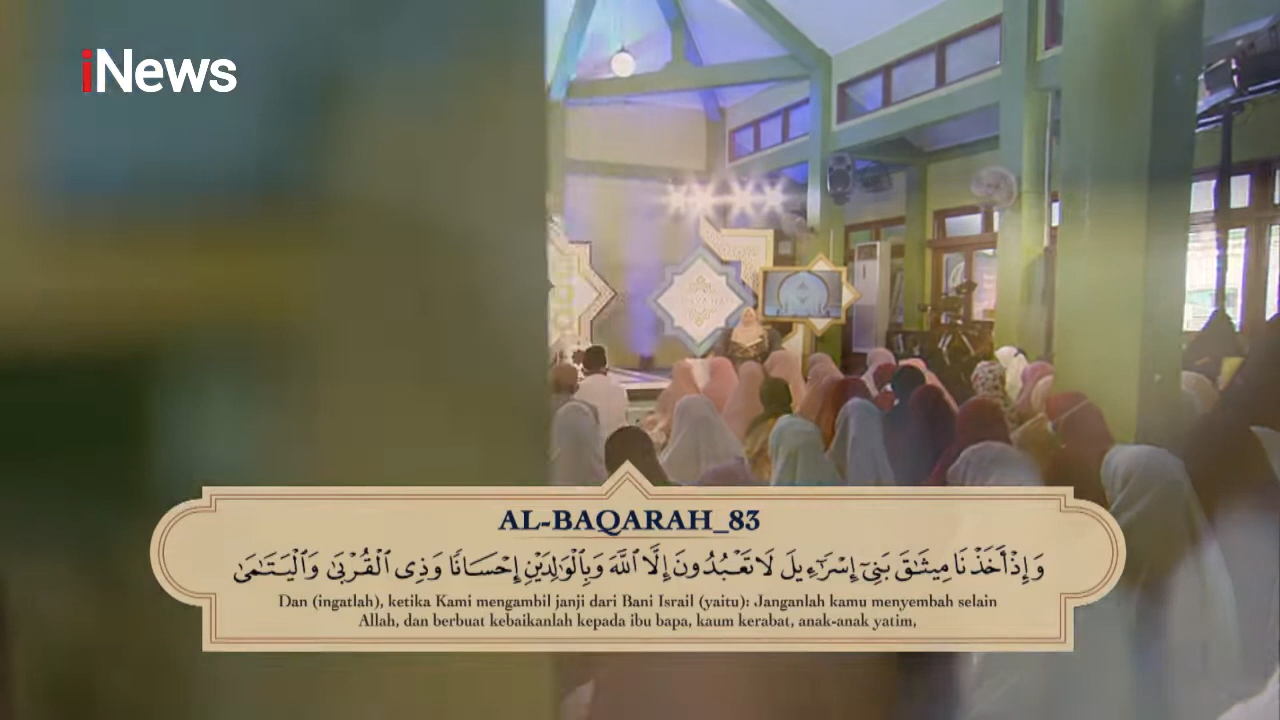 iNews
AL-BAQARAH_83
وَإِذْ أَخَذْنَا مِيثَٰقَ بَنِىٓ إِسْرَٰٓءِيلَ لَا تَعْبُدُونَ إِلَّا ٱللَّهَ وَبِٱلْوَٰلِدَيْنِ إِحْسَانًا وَذِى ٱلْقُرْبَىٰ وَٱلْيَتَٰمَىٰ
Dan (ingatlah), ketika Kami mengambil janji dari Bani Israil (yaitu): Janganlah kamu menyembah selain
Allah, dan berbuat kebaikanlah kepada ibu bapa, kaum kerabat, anak-anak yatim,